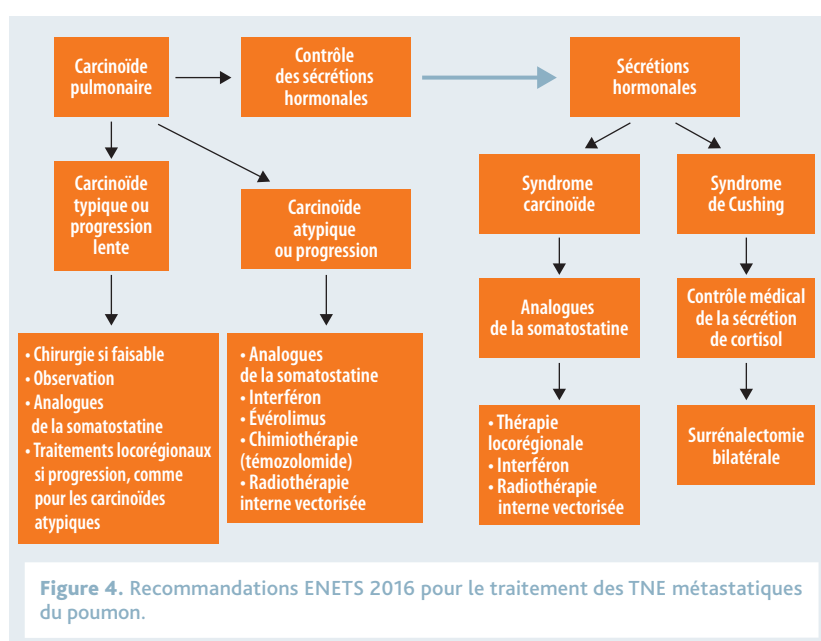 Carcinoïde
pulmonaire
Contrôle
des sécrétions
hormonales
Sécrétions
hormonales
Carcinoïde
typique ou
progression
lente
Carcinoïde
atypique
ou progression
Syndrome
carcinoïde
Syndrome
de Cushing
Analogues
de la somatostatine
Contrôle médical
de la sécrétion
de cortisol
• Chirurgie si faisable
• Observation
• Analogues
de la somatostatine
• Traitements locorégionaux
si progression, comme
pour les carcinoïdes
atypiques
• Analogues
de la somatostatine
• Interféron
• Évérolimus
• Chimiothérapie
(témozolomide)
• Radiothérapie
interne vectorisée
• Thérapie
locorégionale
• Interféron
• Radiothérapie
interne vectorisée
Surrénalectomie
bilatérale
Figure 4. Recommandations ENETS 2016 pour le traitement des TNE métastatiques
du poumon.